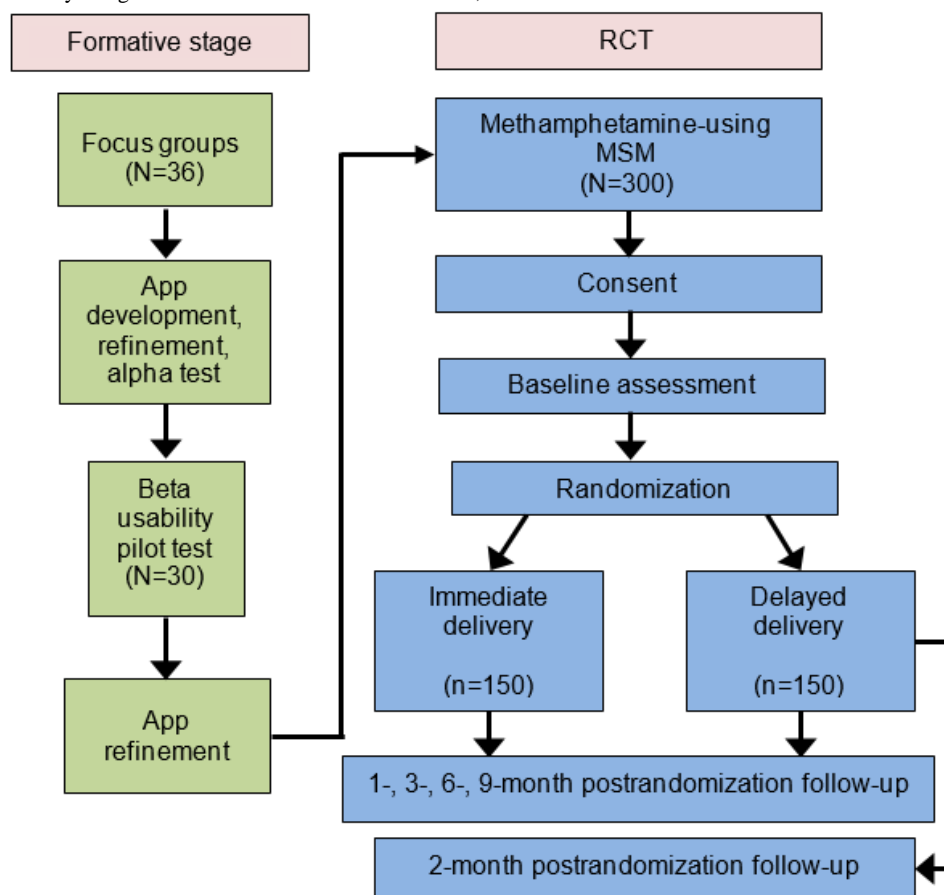 Formative stage
Focus groups
(N=36)
App
development,
refinement,
alpha test
Beta
usability
pilot test
(N=30)
App
refinement
RCT
Methamphetamine-using
MSM
(N=300)
Consent
Baseline assessment
Randomization
Immediate
delivery
(n=150)
Delayed
delivery
(n=150)
1-, 3-, 6-, 9-month postrandomization follow-up
2-month postrandomization follow-up